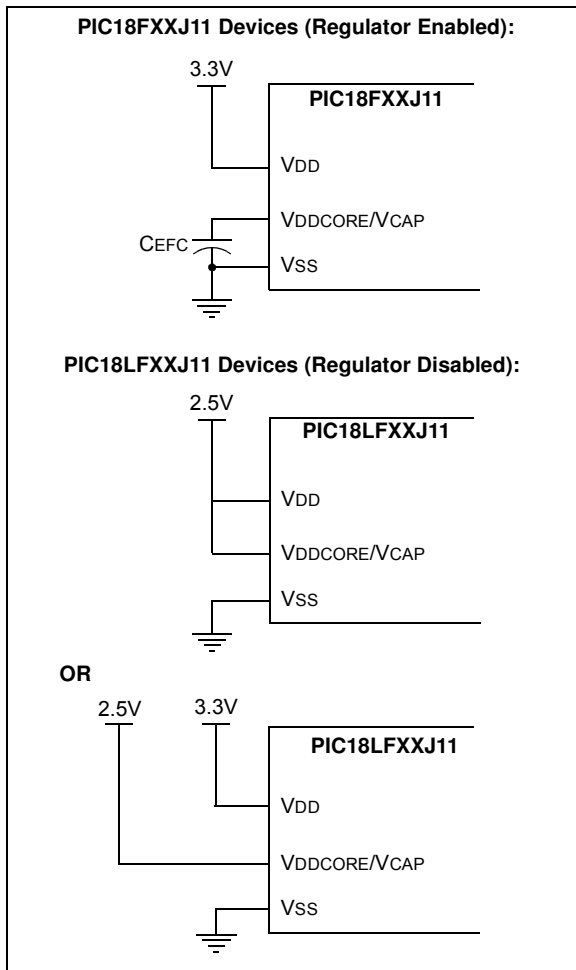 PIC18FXXJ11 Devices (Regulator Enabled):
3.3V
PIC18FXXJ11
VDD
VDDCORE/VCAP
CEFC
VSS
PIC18LFXXJ11 Devices (Regulator Disabled):
2.5V
PIC18LFXXJ11
VDD
VDDCORE/VCAP
VSS
OR
2.5V 3.3V
PIC18LFXXJ11
VDD
VDDCORE/VCAP
VSS